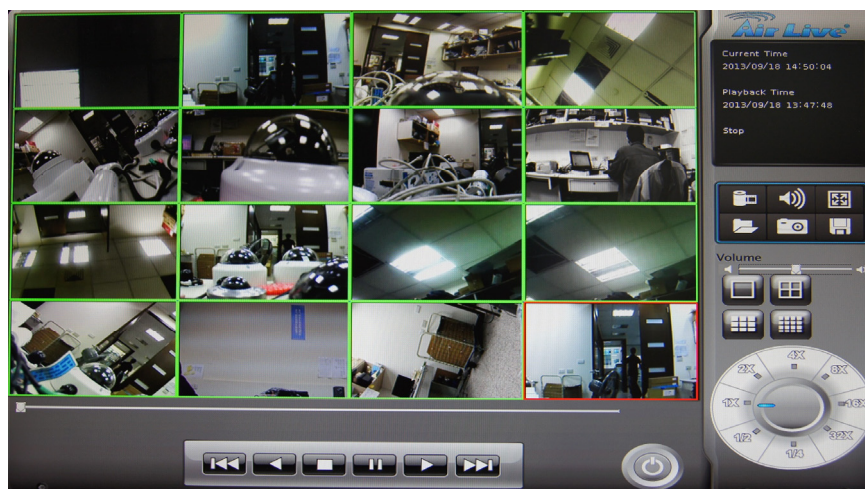 Air Live
Current Time
2013/09/18 14:50:04
Playback Time
2013/09/18 13:47:48
Stop
Volume
4X
2X
8X
1X
16X
1/2
32X
1/4